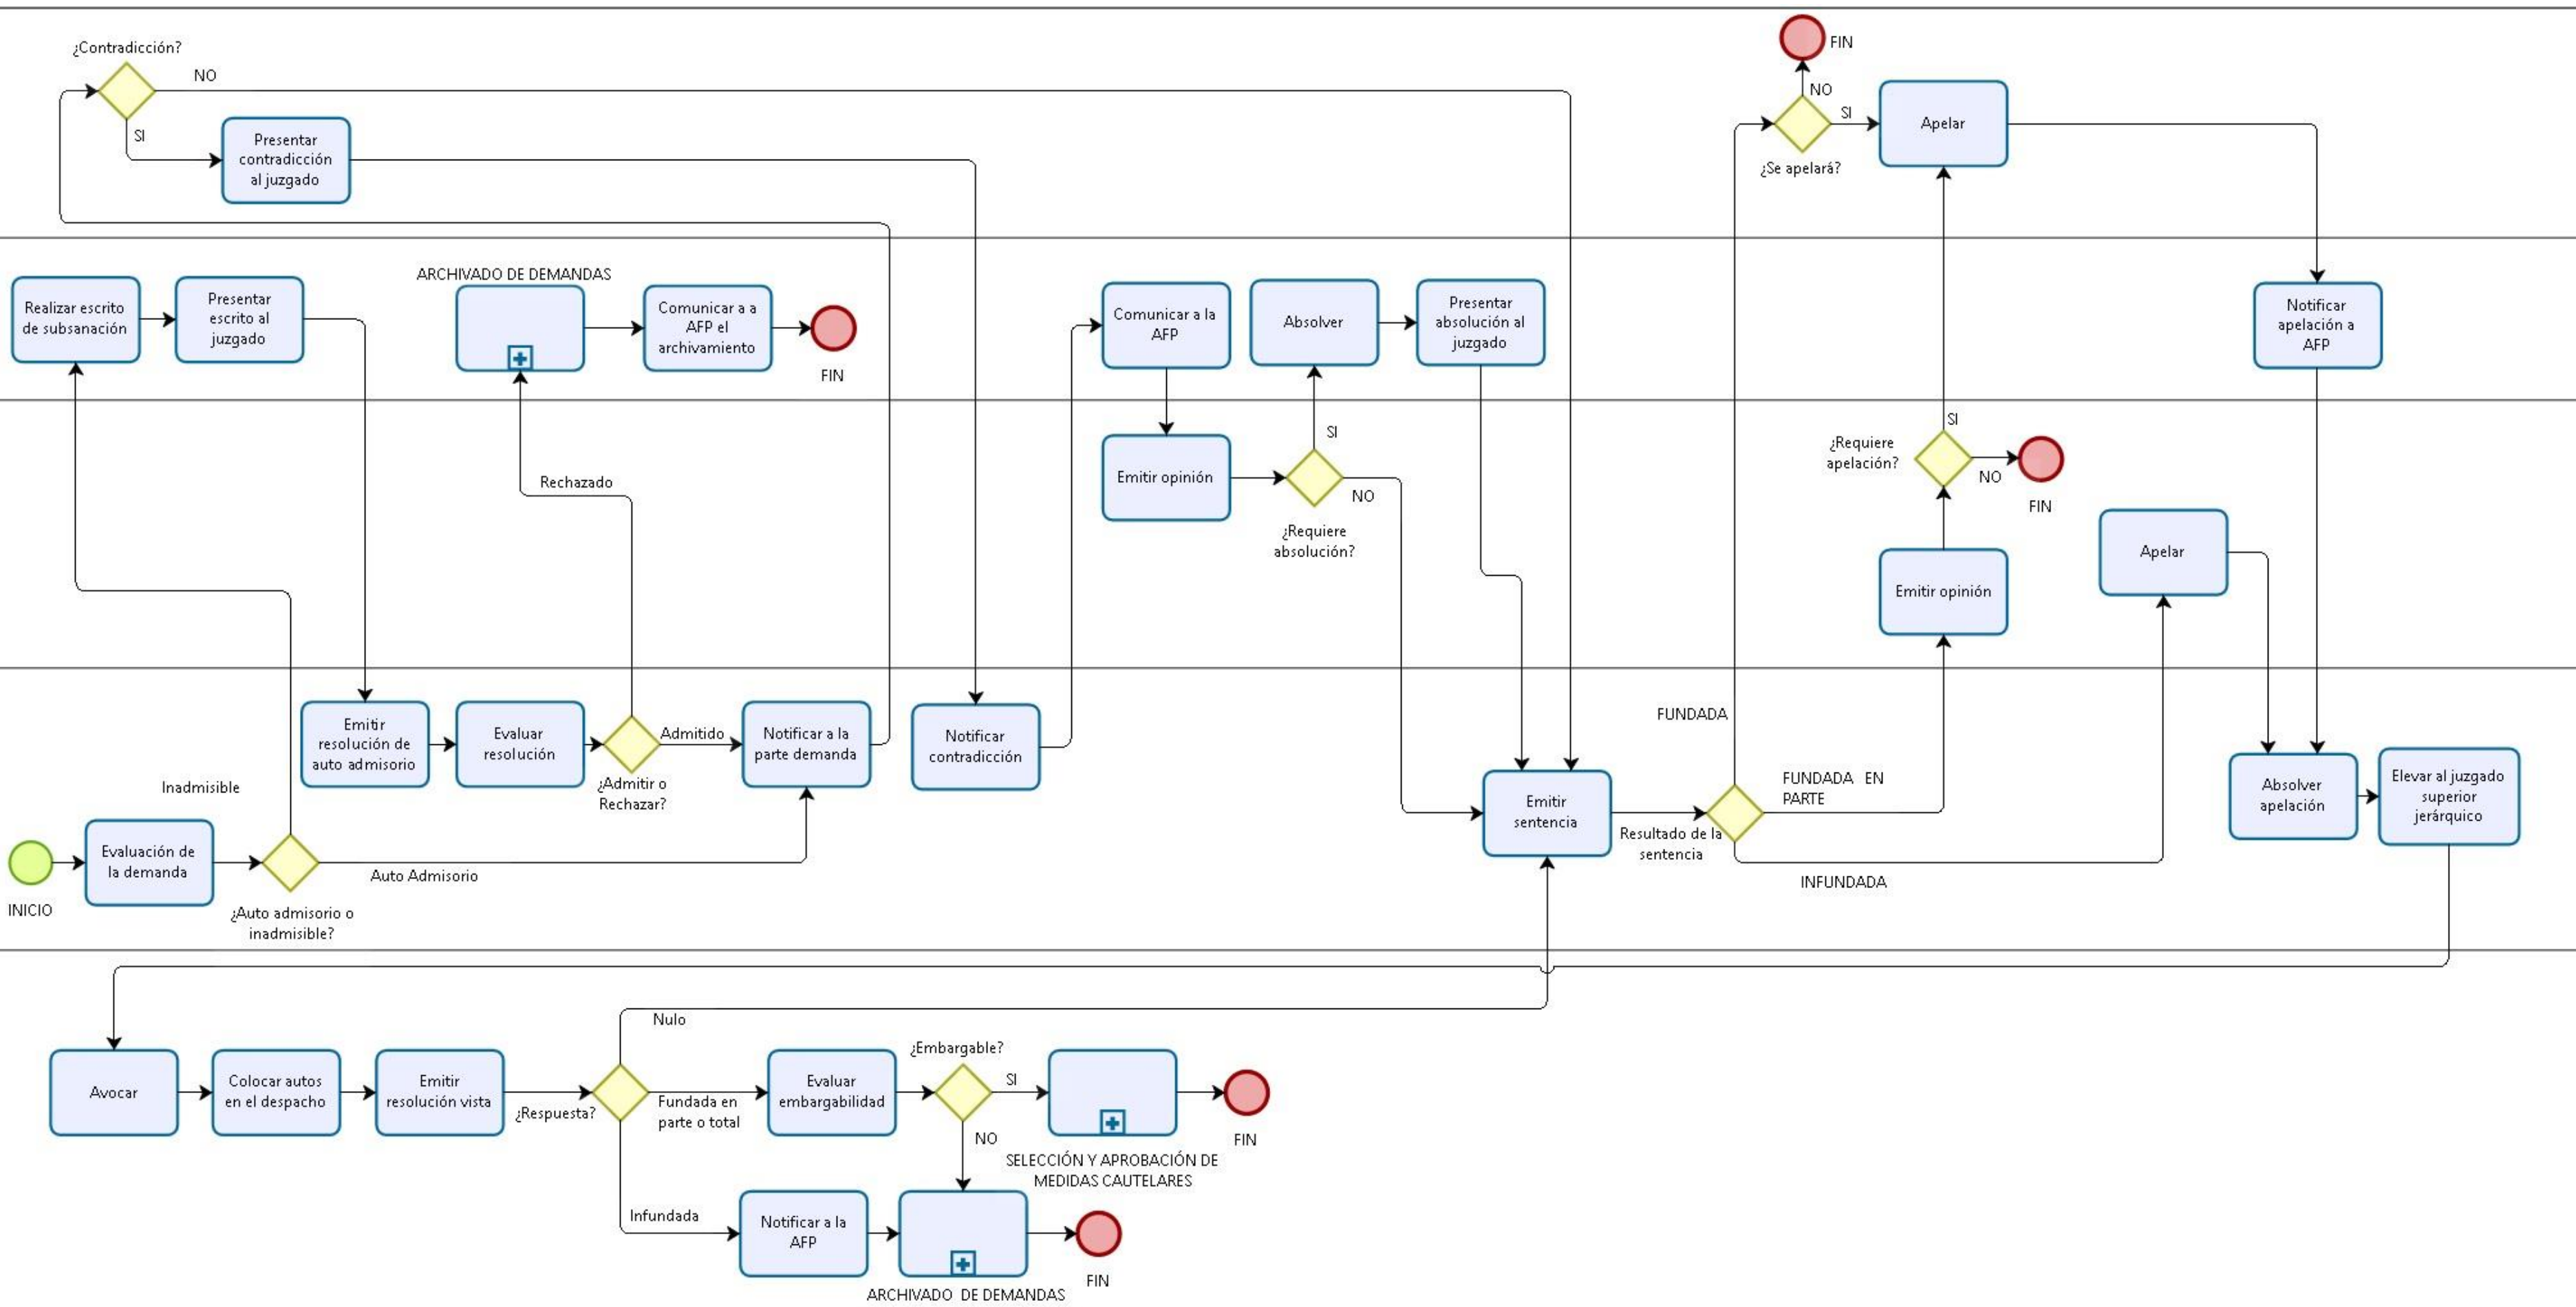 ¿Contradicción?
NO
SI
Presentar
contradicción
al juzgado
FIN
NO
SI
¿Se apelará?
Apelar
Realizar escrito
de subsanación
Presentar
escrito al
juzgado
ARCHIVADO DE DEMANDAS
Comunicar a a
AFP el
archivamiento
FIN
Comunicar a la
AFP
Absolver
Presentar
absolución al
juzgado
Notificar
apelación a
AFP
Rechazado
Emitir opinión
SI
NO
¿Requiere
absolución?
¿Requiere
apelación?
SI
NO
FIN
Emitir opinión
Apelar
Emitir
resolución de
auto admisorio
Evaluar
resolución
Admitido
¿Admitir o
Rechazar?
Notificar a la
parte demanda
Notificar
contradicción
Inadmisible
INICIO
Evaluación de
la demanda
¿Auto admisorio o
inadmisible?
Auto Admisorio
Emitir
sentencia
Resultado de la
sentencia
FUNDADA
FUNDADA EN
PARTE
INFUNDADA
Absolver
apelación
Elevar al juzgado
superior
jerárquico
Avocar
Colocar autos
en el despacho
Emitir
resolución vista
¿Respuesta?
Nulo
Fundada en
parte o total
Evaluar
embargabilidad
¿Embargable?
SI
NO
SELECCIÓN Y APROBACIÓN DE
MEDIDAS CAUTELARES
FIN
Infundada
Notificar a la
AFP
ARCHIVADO DE DEMANDAS
FIN